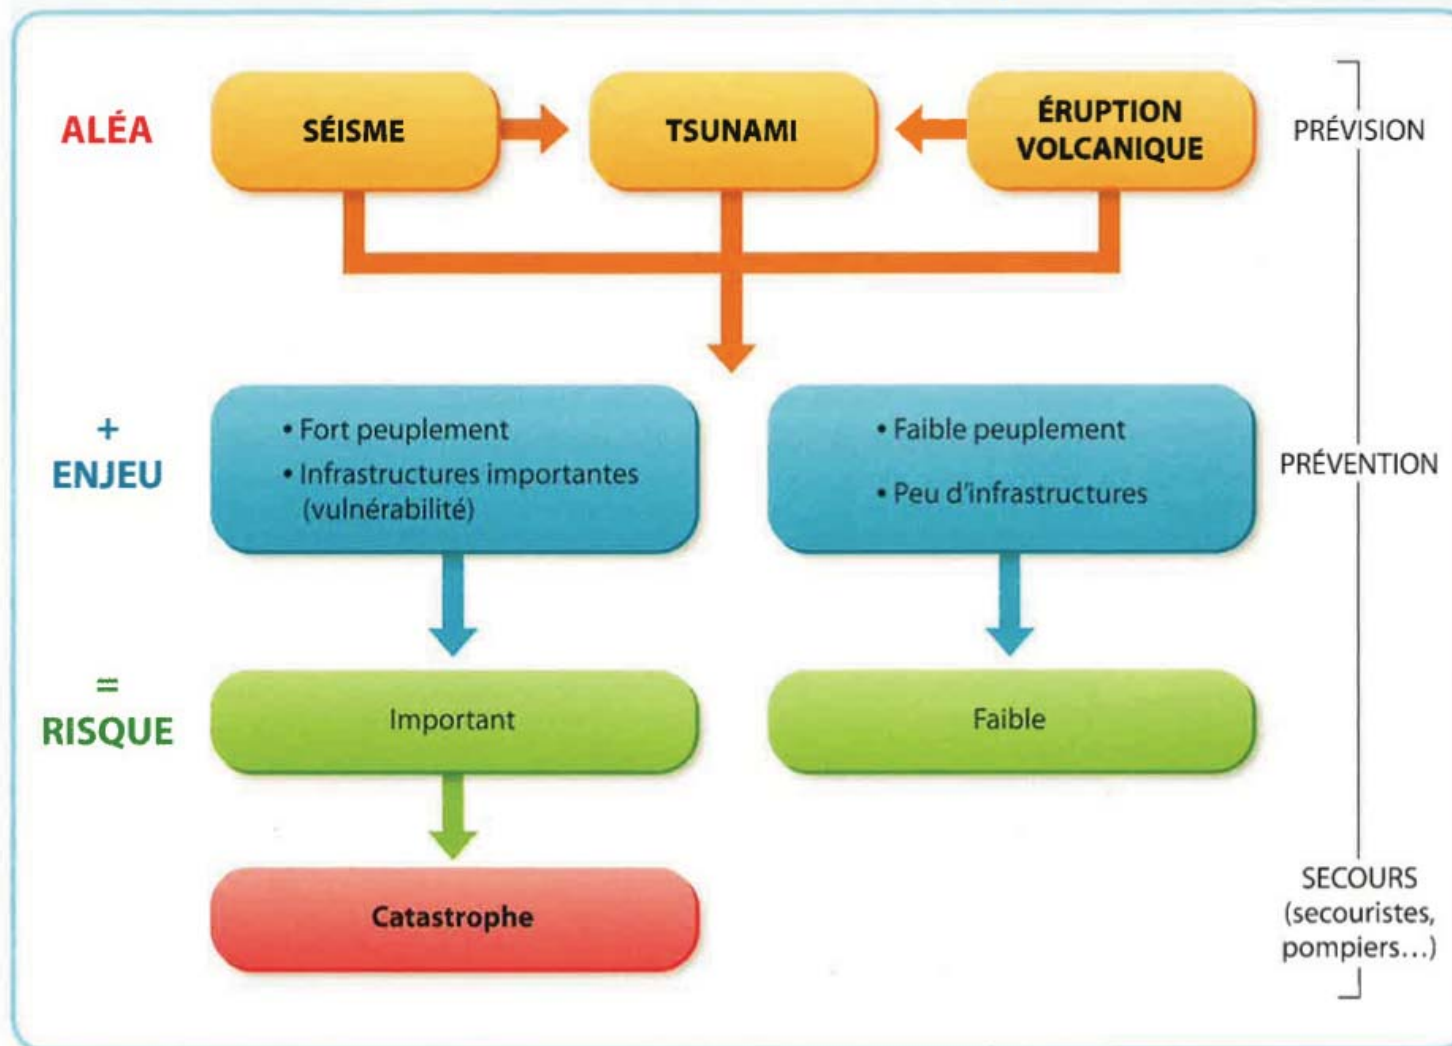 ALÉA
SÉISME
TSUNAMI
ÉRUPTION
VOLCANIQUE
PRÉVISION
+
ENJEU
• Fort peuplement
• Infrastructures importantes
(vulnérabilité)
• Faible peuplement
• Peu d'infrastructures
PRÉVENTION
=
RISQUE
Important
Faible
Catastrophe
SECOURS
(secouristes,
pompiers...)